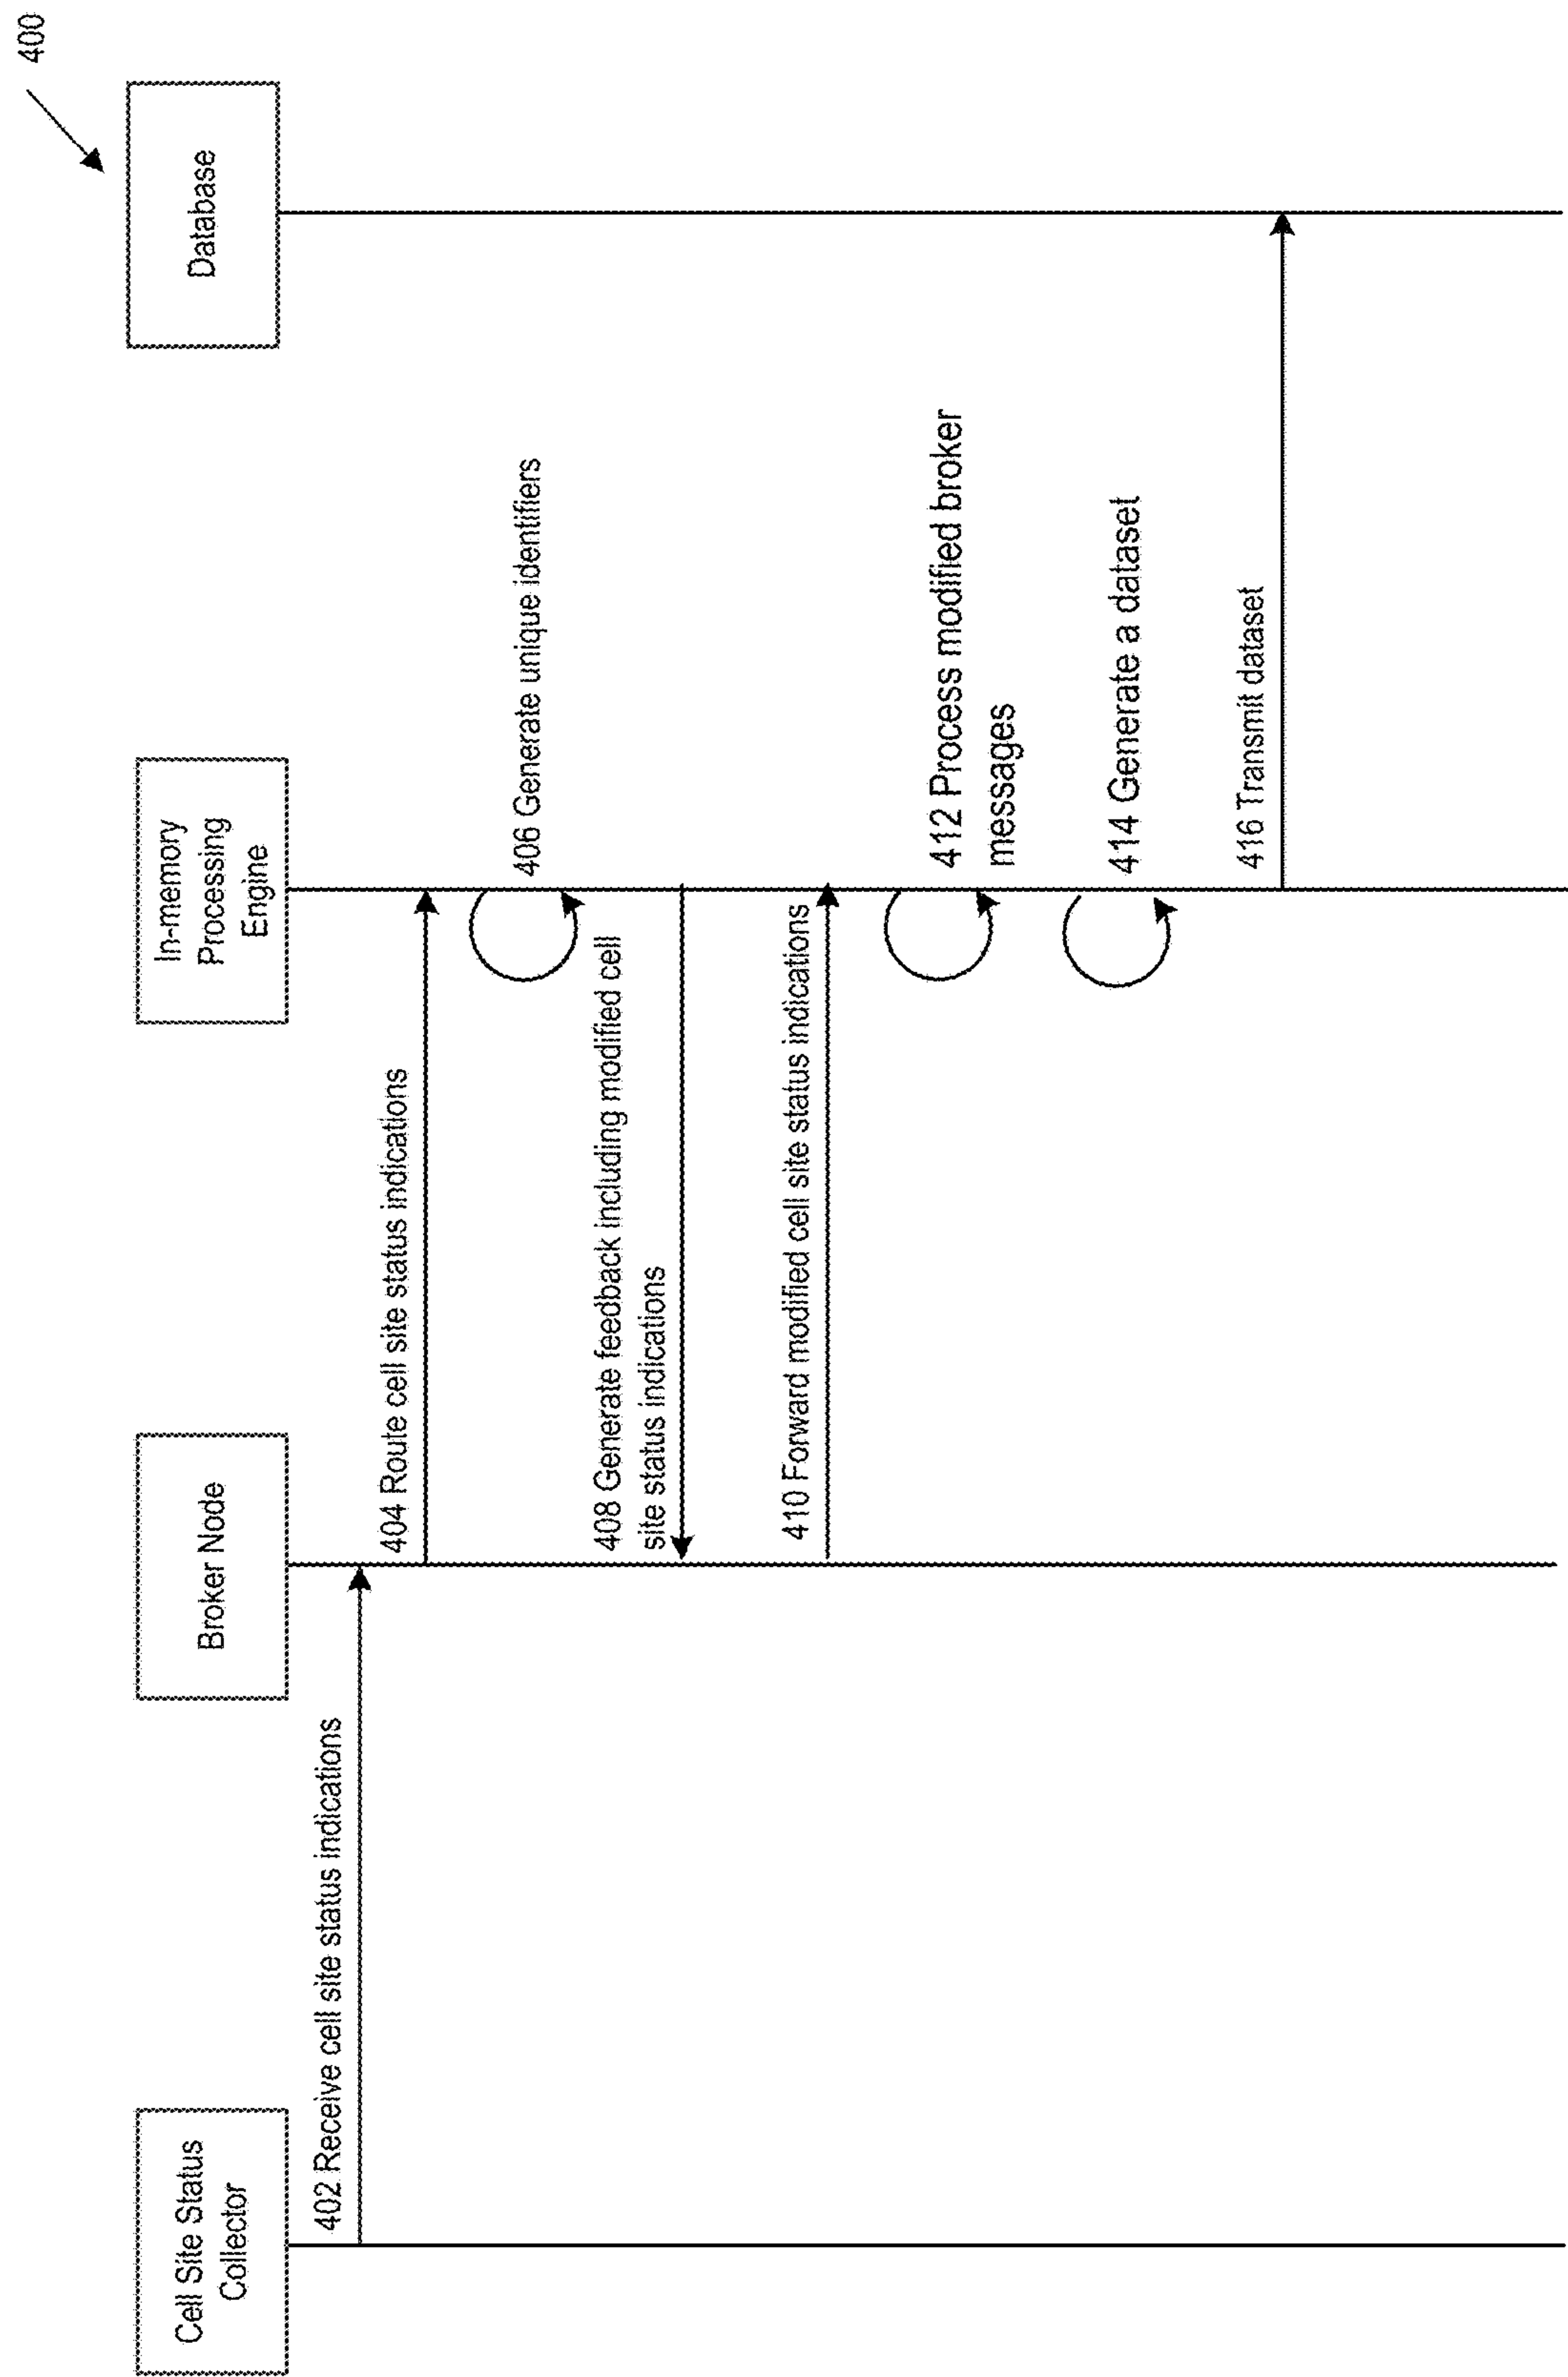 400
Cell Site Status
Collector
Broker Node
In-memory
Processing
Engine
Database
402 Receive cell site status indications
404 Route cell site status indications
406 Generate unique identifiers
408 Generate feedback including modified cell
site status indications
410 Forward modified cell site status indications
412 Process modified broker
messages
414 Generate a dataset
416 Transmit dataset